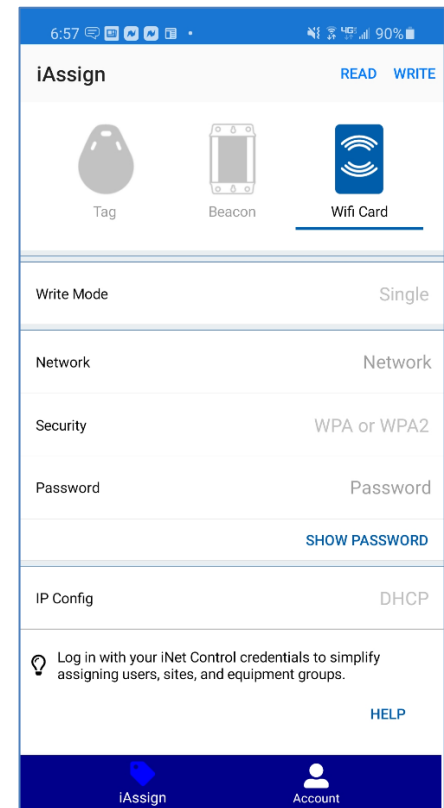 6:57 90%
iAssign READ WRITE
Tag Beacon Wifi Card
Write Mode Single
Network Network
Security WPA or WPA2
Password Password
SHOW PASSWORD
IP Config DHCP
Log in with your iNet Control credentials to simplify
assigning users, sites, and equipment groups.
HELP
iAssign Account